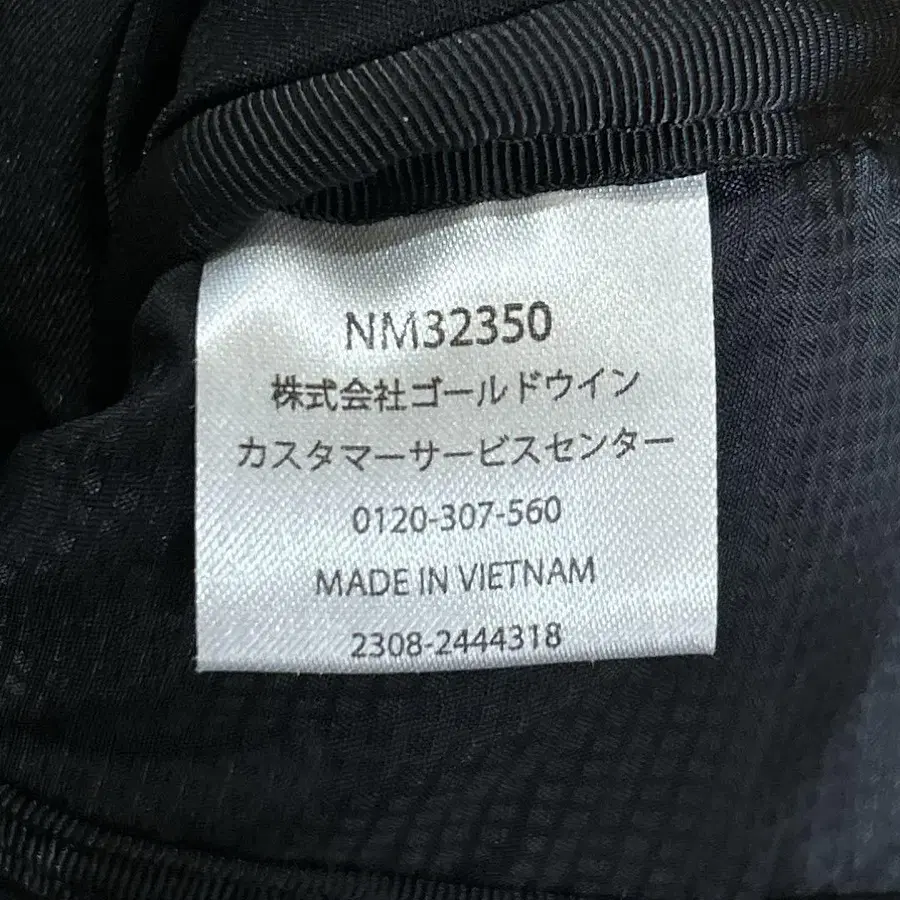 NM32350
株式会社ゴールドウイン
カスタマーサービスセンター
0120-307-560
MADE IN VIETNAM
2308-2444318